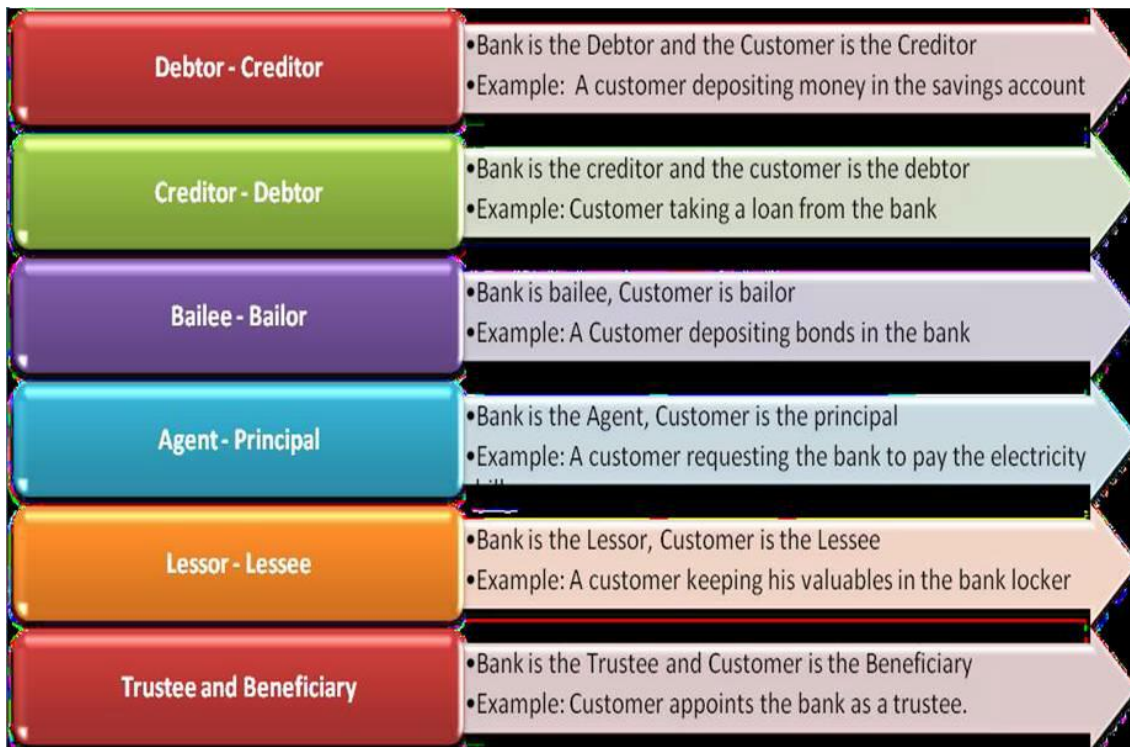 Debtor - Creditor
•Bank is the Debtor and the Customer is the Creditor
•Example: A customer depositing money in the savings account
Creditor - Debtor
•Bank is the creditor and the customer is the debtor
•Example: Customer taking a loan from the bank
Bailee - Bailor
•Bank is bailee, Customer is bailor
•Example: A Customer depositing bonds in the bank
Agent - Principal
•Bank is the Agent, Customer is the principal
•Example: A customer requesting the bank to pay the electricity
Lessor - Lessee
•Bank is the Lessor, Customer is the Lessee
•Example: A customer keeping his valuables in the bank locker
Trustee and Beneficiary
•Bank is the Trustee and Customer is the Beneficiary
•Example: Customer appoints the bank as a trustee.